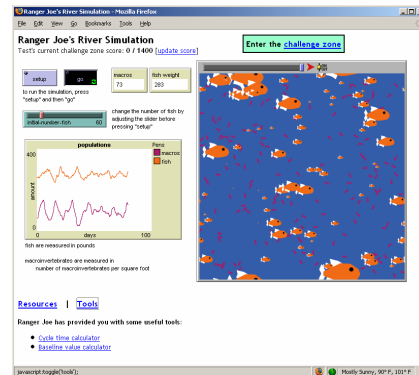 Ranger Joe's River Simulation - Mozilla Firefox
File Edit View Go Bookmarks Tools Help
Ranger Joe's River Simulation
Test's current challenge zone score: 0 / 1400 [update score]
Enter the challenge zone
setup
go
macros
73
fish weight
283
to run the simulation, press
"setup" and then "go"
initial-number-fish 60
change the number of fish by
adjusting the slider before
pressing "setup"
populations
Pens
macros
fish
400
amount
0
0 days 100
fish are measured in pounds
macroinvertebrates are measured in
number of macroinvertebrates per square foot
Resources | Tools
Ranger Joe has provided you with some useful tools:
• Cycle time calculator
• Baseline value calculator
javascript:toggle('tools');
Mostly Sunny, 90° F, 101° F